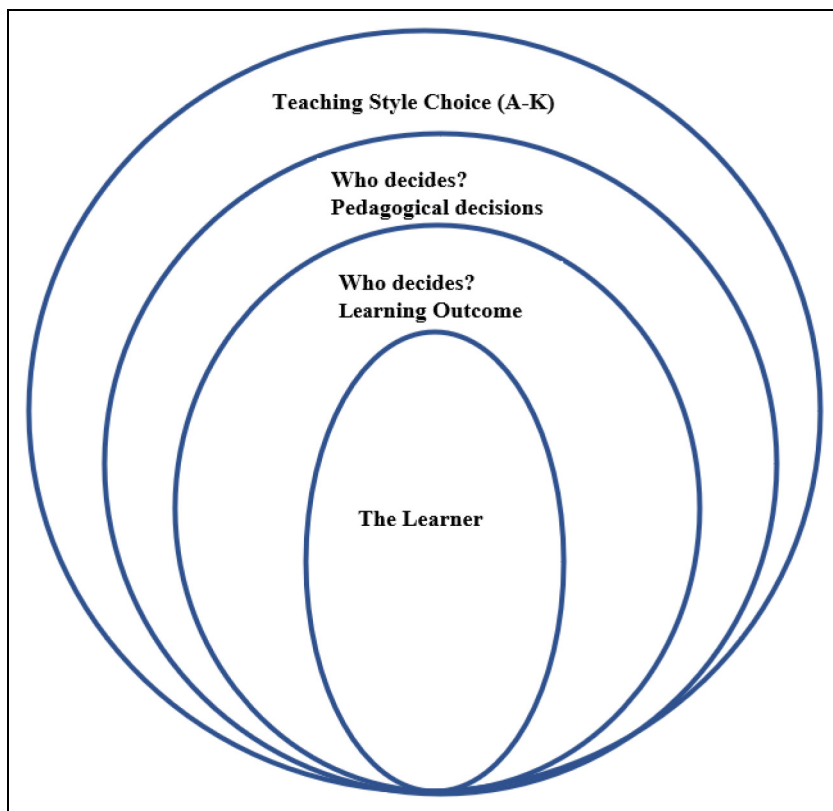 Teaching Style Choice (A-K)
Who decides?
Pedagogical decisions
Who decides?
Learning Outcome
The Learner